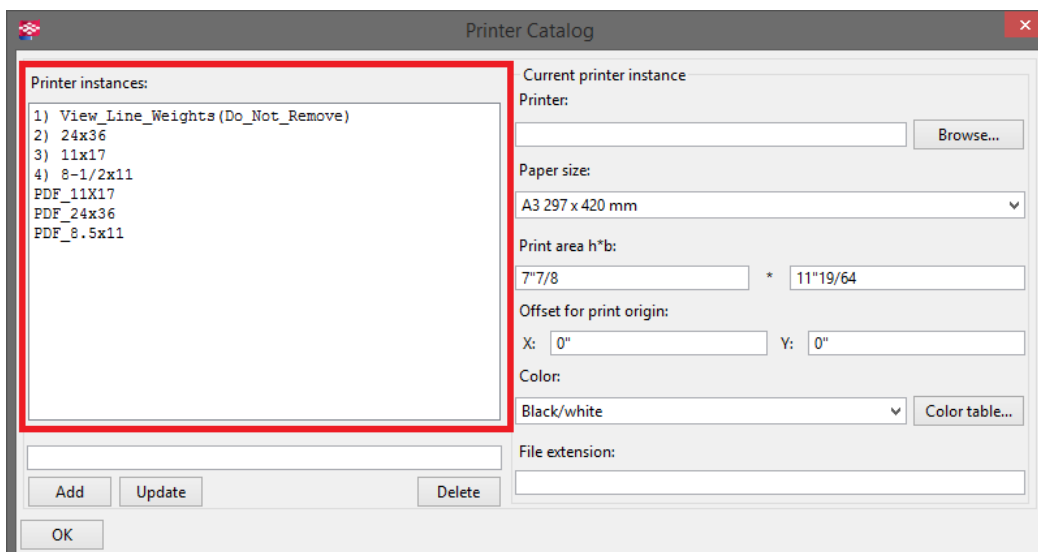 Printer Catalog
Printer instances:
1) View_Line_Weights(Do_Not_Remove)
2) 24x36
3) 11x17
4) 8-1/2x11
PDF_11X17
PDF_24x36
PDF_8.5x11
Add
Update
Delete
OK
Current printer instance
Printer:
Browse...
Paper size:
A3 297 x 420 mm
Print area h*b:
7"7/8 * 11"19/64
Offset for print origin:
X: 0" Y: 0"
Color:
Black/white
Color table...
File extension: